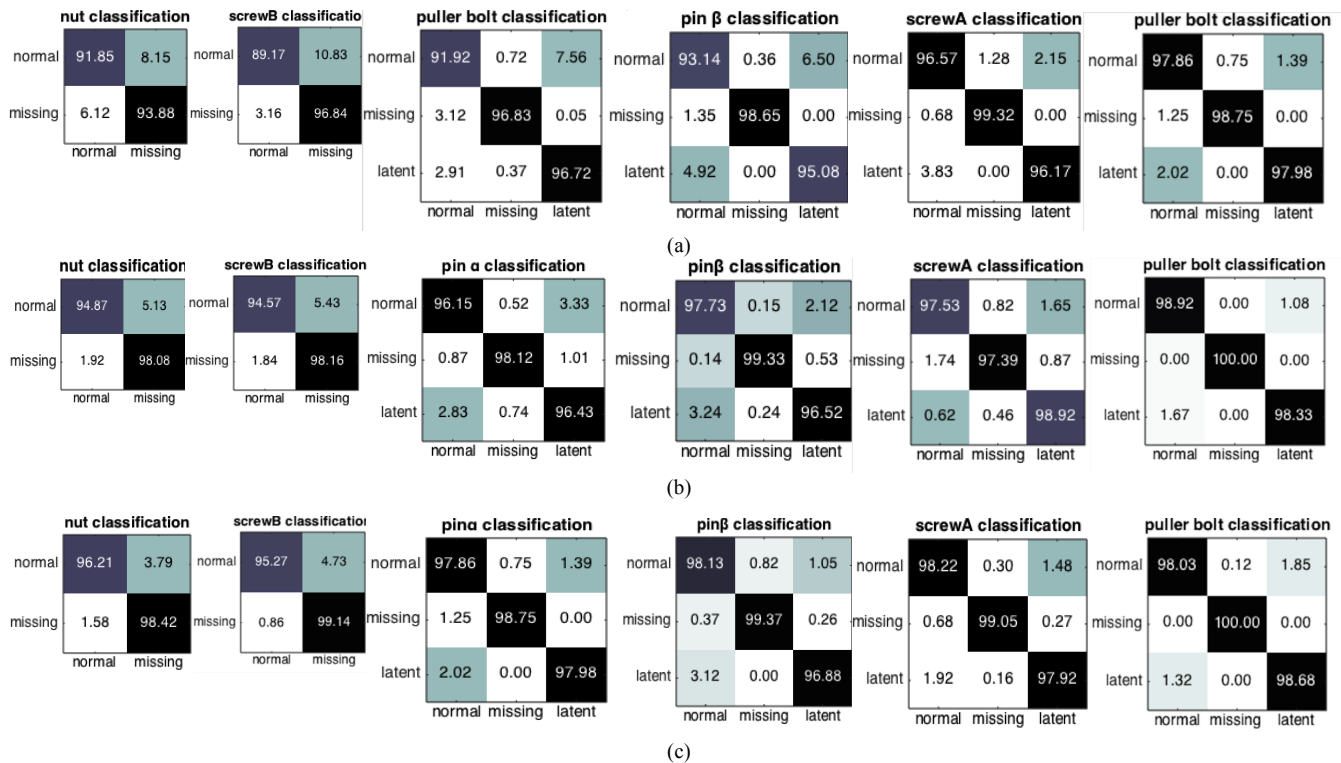 nut classification
normal 91.85 8.15
missing 6.12 93.88
normal missing
screwB classificatio
normal 89.17 10.83
missing 3.16 96.84
normal missing
puller bolt classification
normal 91.92 0.72 7.56
missing 3.12 96.83 0.05
latent 2.91 0.37 96.72
normal missing latent
pin β classification
normal 93.14 0.36 6.50
missing 1.35 98.65 0.00
latent 4.92 0.00 95.08
normal missing latent
screwA classification
normal 96.57 1.28 2.15
missing 0.68 99.32 0.00
latent 3.83 0.00 96.17
normal missing latent
puller bolt classification
normal 97.86 0.75 1.39
missing 1.25 98.75 0.00
latent 2.02 0.00 97.98
normal missing latent
(a)
nut classification
normal 94.87 5.13
missing 1.92 98.08
normal missing
screwB classificatio
normal 94.57 5.43
missing 1.84 98.16
normal missing
pin α classification
normal 96.15 0.52 3.33
missing 0.87 98.12 1.01
latent 2.83 0.74 96.43
normal missing latent
pinβ classification
normal 97.73 0.15 2.12
missing 0.14 99.33 0.53
latent 3.24 0.24 96.52
normal missing latent
screwA classification
normal 97.53 0.82 1.65
missing 1.74 97.39 0.87
latent 0.62 0.46 98.92
normal missing latent
puller bolt classification
normal 98.92 0.00 1.08
missing 0.00 100.00 0.00
latent 1.67 0.00 98.33
normal missing latent
(b)
nut classification
normal 96.21 3.79
missing 1.58 98.42
normal missing
screwB classification
normal 95.27 4.73
missing 0.86 99.14
normal missing
pinα classification
normal 97.86 0.75 1.39
missing 1.25 98.75 0.00
latent 2.02 0.00 97.98
normal missing latent
pinβ classification
normal 98.13 0.82 1.05
missing 0.37 99.37 0.26
latent 3.12 0.00 96.88
normal missing latent
screwA classification
normal 98.22 0.30 1.48
missing 0.68 99.05 0.27
latent 1.92 0.16 97.92
normal missing latent
puller bolt classification
normal 98.03 0.12 1.85
missing 0.00 100.00 0.00
latent 1.32 0.00 98.68
normal missing latent
(c)